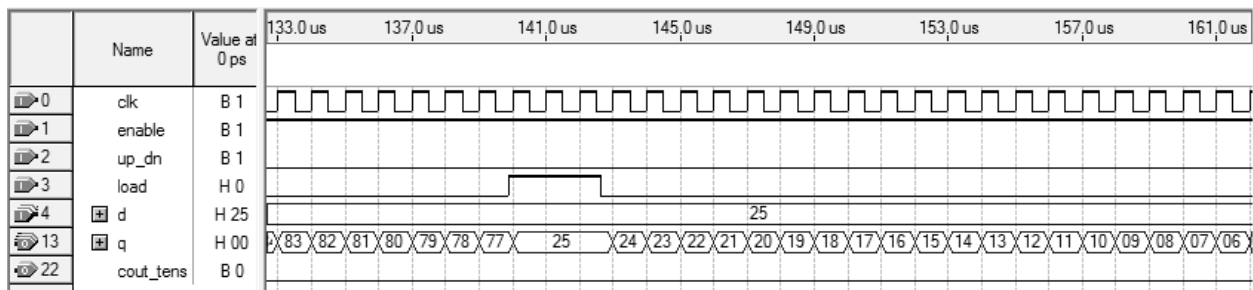 Name Value at 0 ps 133.0 us 137.0 us 141.0 us 145.0 us 149.0 us 153.0 us 157.0 us 161.0 us
0 clk B 1
1 enable B 1
2 up_dn B 1
3 load H 0
4 d H 25 25
13 q H 00 83 82 81 80 79 78 77 25 24 23 22 21 20 19 18 17 16 15 14 13 12 11 10 09 08 07 06
22 cout_tens B 0